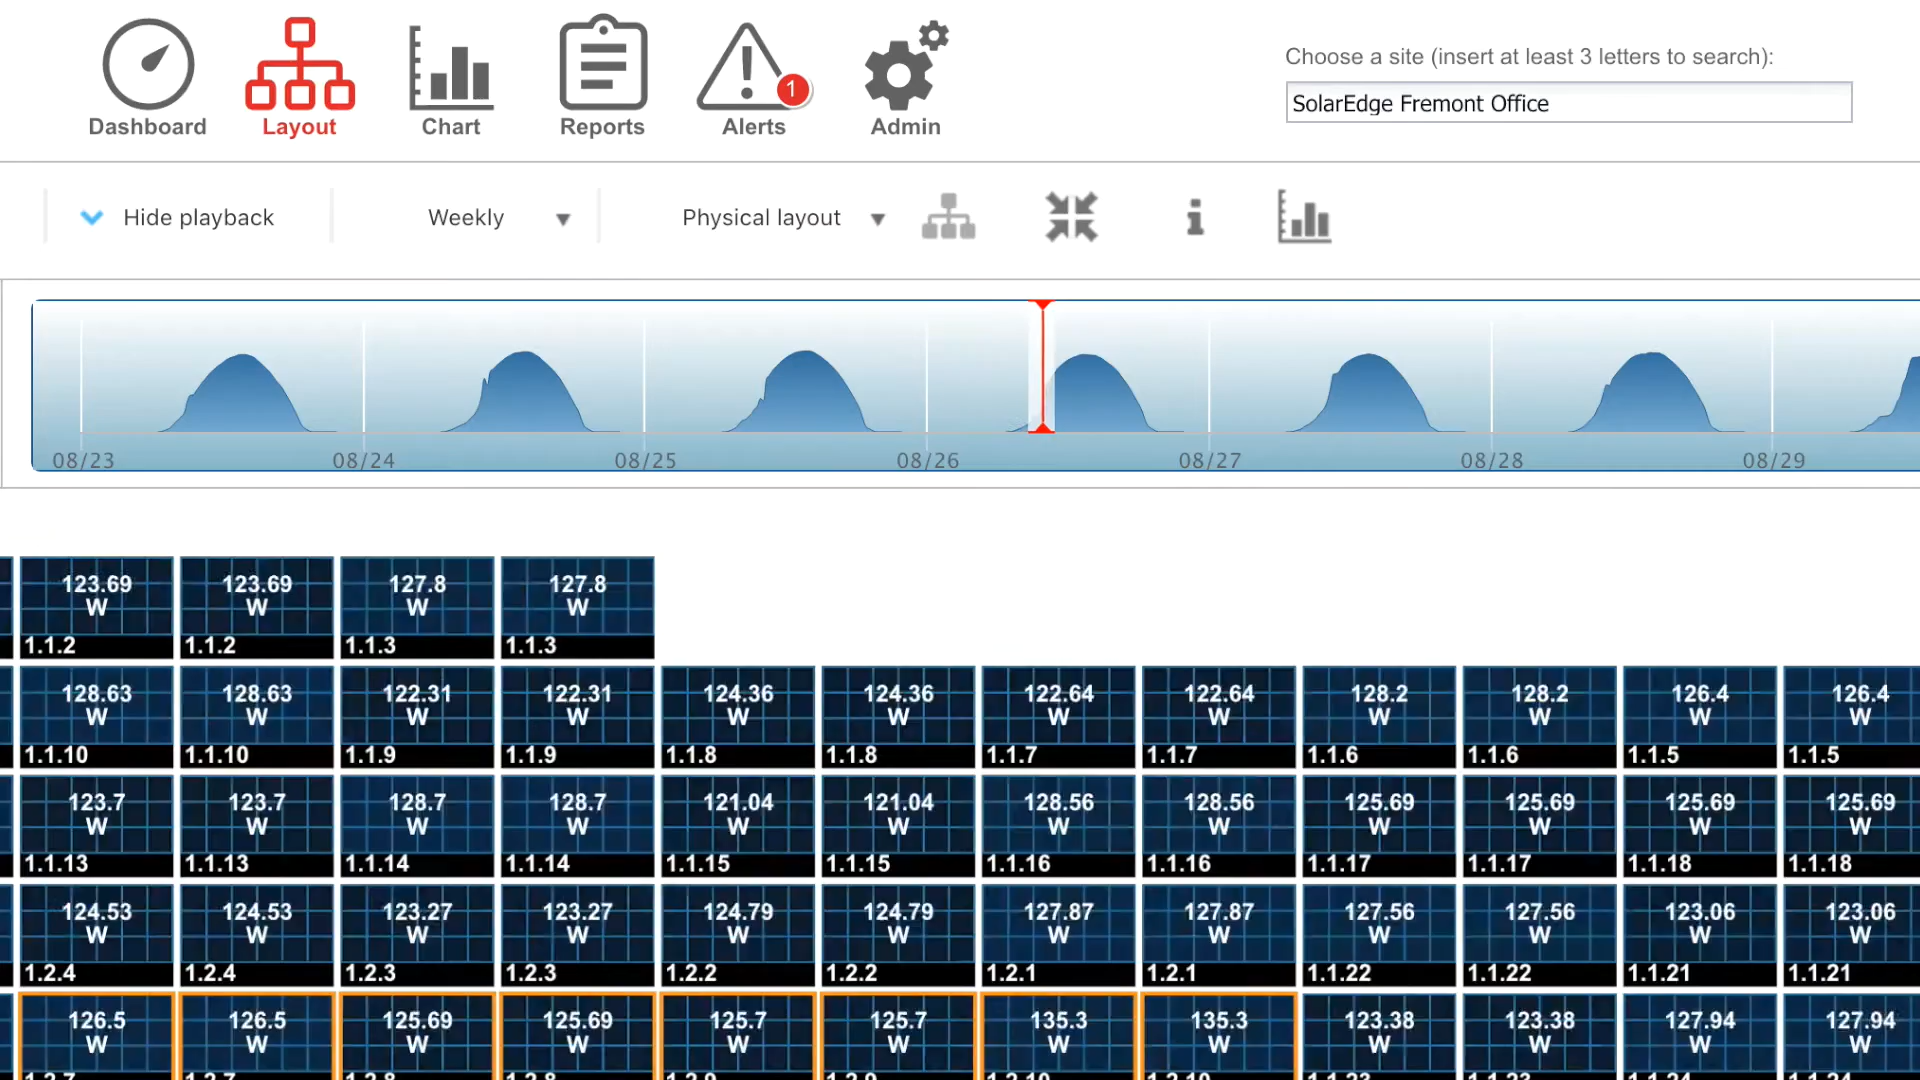 Dashboard Layout Chart Reports Alerts 1 Admin
Choose a site (insert at least 3 letters to search):
SolarEdge Fremont Office
Hide playback Weekly Physical layout
08/23 08/24 08/25 08/26 08/27 08/28 08/29
123.69 123.69 127.8 127.8
W W W W
1.1.2 1.1.2 1.1.3 1.1.3
128.63 128.63 122.31 122.31 124.36 124.36 122.64 122.64 128.2 128.2 126.4 126.4
W W W W W W W W W W W W
1.1.10 1.1.10 1.1.9 1.1.9 1.1.8 1.1.8 1.1.7 1.1.7 1.1.6 1.1.6 1.1.5 1.1.5
123.7 123.7 128.7 128.7 121.04 121.04 128.56 128.56 125.69 125.69 125.69 125.69
W W W W W W W W W W W W
1.1.13 1.1.13 1.1.14 1.1.14 1.1.15 1.1.15 1.1.16 1.1.16 1.1.17 1.1.17 1.1.18 1.1.18
124.53 124.53 123.27 123.27 124.79 124.79 127.87 127.87 127.56 127.56 123.06 123.06
W W W W W W W W W W W W
1.2.4 1.2.4 1.2.3 1.2.3 1.2.2 1.2.2 1.2.1 1.2.1 1.1.22 1.1.22 1.1.21 1.1.21
126.5 126.5 125.69 125.69 125.7 125.7 135.3 135.3 123.38 123.38 127.94 127.94
W W W W W W W W W W W W